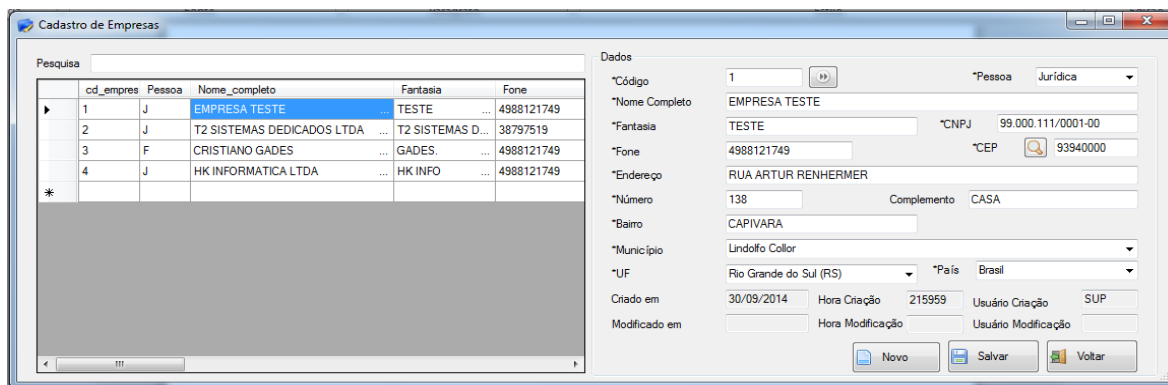 Cadastro de Empresas
Pesquisa
cd_empres Pessoa Nome_completo Fantasia Fone
1 J EMPRESA TESTE ... TESTE ... 4988121749
2 J T2 SISTEMAS DEDICADOS LTDA ... T2 SISTEMAS D... 38797519
3 F CRISTIANO GADES ... GADES. ... 4988121749
4 J HK INFORMATICA LTDA ... HK INFO ... 4988121749
Dados
*Código 1 *Pessoa Jurídica
*Nome Completo EMPRESA TESTE
*Fantasia TESTE *CNPJ 99.000.111/0001-00
*Fone 4988121749 *CEP 93940000
*Endereço RUA ARTUR RENHERMER
*Número 138 Complemento CASA
*Bairro CAPIVARA
*Município Lindolfo Collor
*UF Rio Grande do Sul (RS) *País Brasil
Criado em 30/09/2014 Hora Criação 215959 Usuário Criação SUP
Modificado em Hora Modificação Usuário Modificação
Novo Salvar Voltar